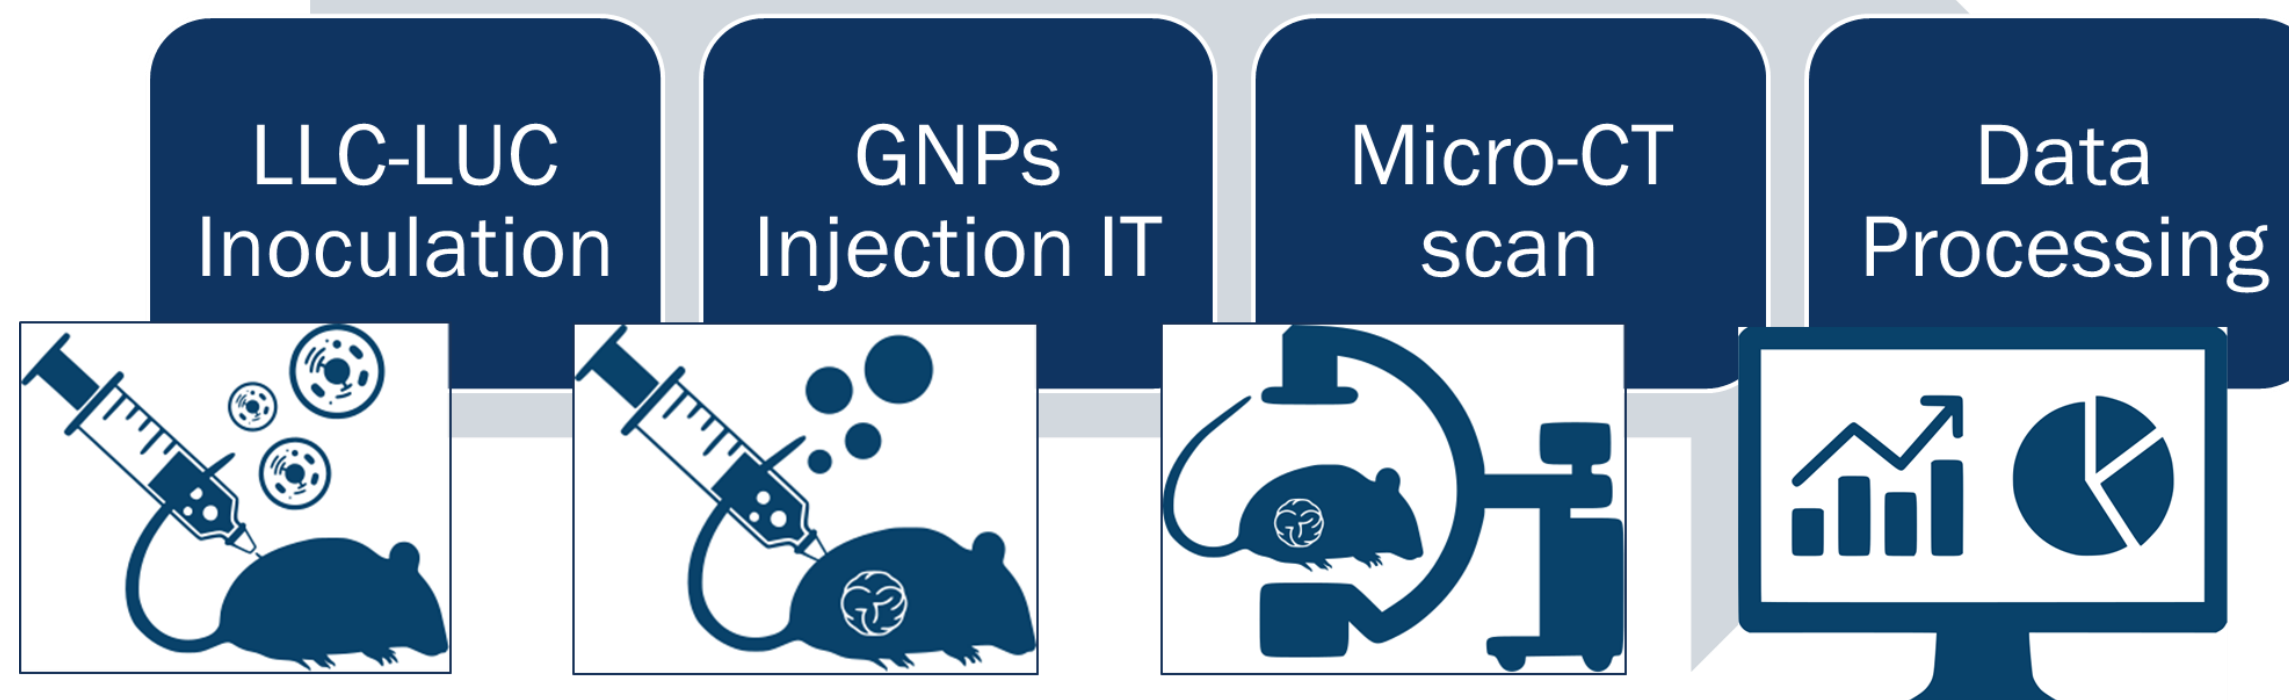 LLC-LUC
Inoculation
GNPs
Injection IT
Micro-CT
scan
Data
Processing